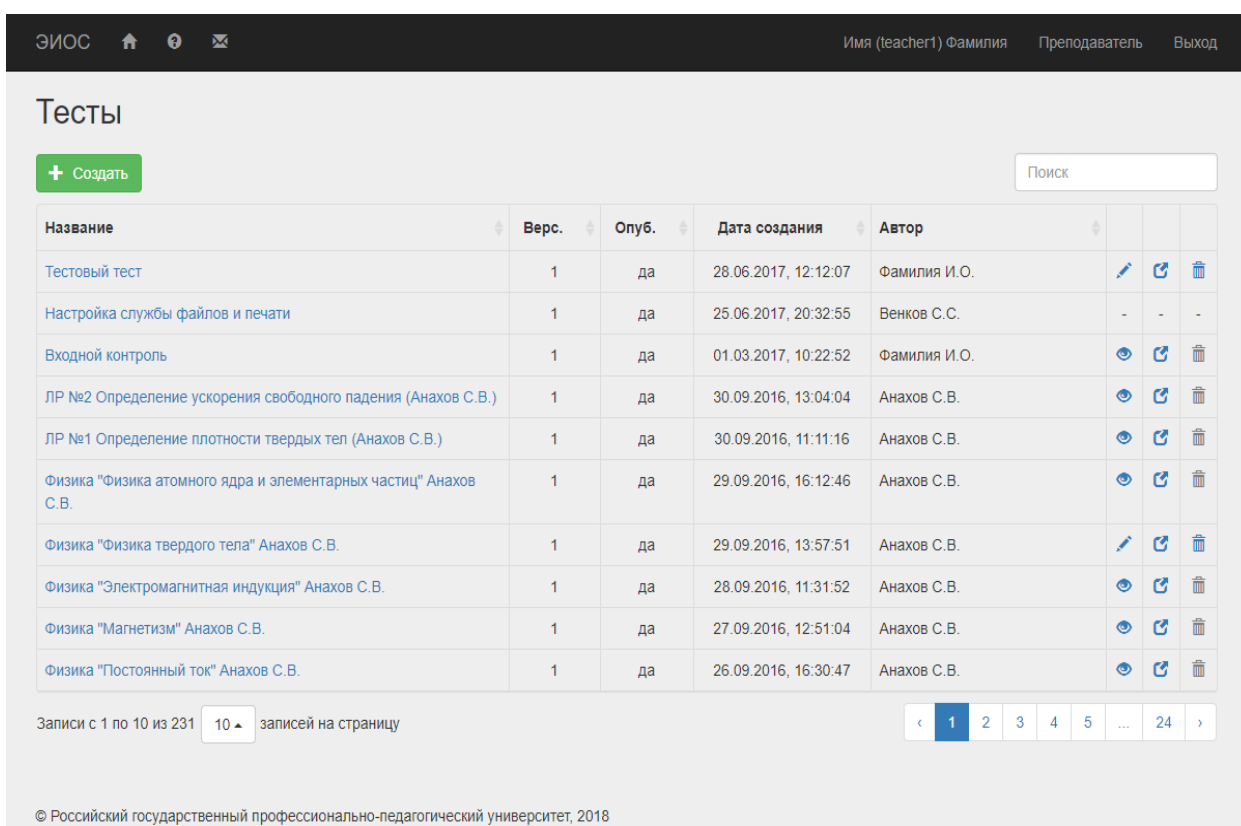 ЭИОС Имя (teacher1) Фамилия Преподаватель Выход
Тесты
Создать Поиск
Название Верс. Опуб. Дата создания Автор
Тестовый тест 1 да 28.06.2017, 12:12:07 Фамилия И.О.
Настройка службы файлов и печати 1 да 25.06.2017, 20:32:55 Венков С.С. - - -
Входной контроль 1 да 01.03.2017, 10:22:52 Фамилия И.О.
ЛР №2 Определение ускорения свободного падения (Анахов С.В.) 1 да 30.09.2016, 13:04:04 Анахов С.В.
ЛР №1 Определение плотности твердых тел (Анахов С.В.) 1 да 30.09.2016, 11:11:16 Анахов С.В.
Физика "Физика атомного ядра и элементарных частиц" Анахов 1 да 29.09.2016, 16:12:46 Анахов С.В.
С.В.
Физика "Физика твердого тела" Анахов С.В. 1 да 29.09.2016, 13:57:51 Анахов С.В.
Физика "Электромагнитная индукция" Анахов С.В. 1 да 28.09.2016, 11:31:52 Анахов С.В.
Физика "Магнетизм" Анахов С.В. 1 да 27.09.2016, 12:51:04 Анахов С.В.
Физика "Постоянный ток" Анахов С.В. 1 да 26.09.2016, 16:30:47 Анахов С.В.
Записи с 1 по 10 из 231 10 записей на страницу ‹ 1 2 3 4 5 ... 24 ›
© Российский государственный профессионально-педагогический университет, 2018